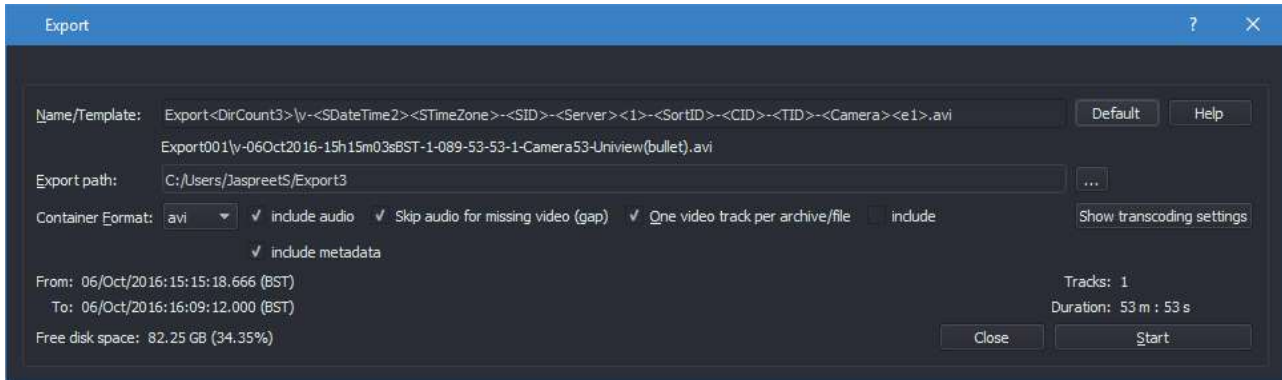 Export
Name/Template: Export<DirCount3>\v-<SDateTime2><STimeZone>-<SID>-<Server><1>-<SortID>-<CID>-<TID>-<Camera><e1>.avi Default Help
Export001\v-06Oct2016-15h15m03sBST-1-089-53-53-1-Camera53-Uniview(bullet).avi
Export path: C:/Users/JaspreetS/Export3 ...
Container Format: avi include audio Skip audio for missing video (gap) One video track per archive/file include Show transcoding settings
include metadata
From: 06/Oct/2016:15:15:18.666 (BST) Tracks: 1
To: 06/Oct/2016:16:09:12.000 (BST) Duration: 53 m : 53 s
Free disk space: 82.25 GB (34.35%) Close Start